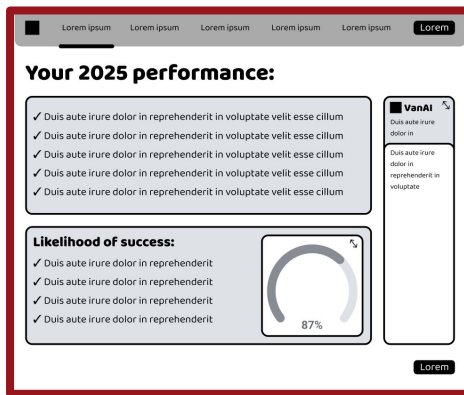 Lorem ipsum Lorem ipsum Lorem ipsum Lorem ipsum Lorem ipsum Lorem
Your 2025 performance:
✓ Duis aute irure dolor in reprehenderit in voluptate velit esse cillum
✓ Duis aute irure dolor in reprehenderit in voluptate velit esse cillum
✓ Duis aute irure dolor in reprehenderit in voluptate velit esse cillum
✓ Duis aute irure dolor in reprehenderit in voluptate velit esse cillum
✓ Duis aute irure dolor in reprehenderit in voluptate velit esse cillum
VanAI
Duis aute irure
dolor in
Duis aute irure
dolor in
reprehenderit in
voluptate
Likelihood of success:
✓ Duis aute irure dolor in reprehenderit
✓ Duis aute irure dolor in reprehenderit
✓ Duis aute irure dolor in reprehenderit
✓ Duis aute irure dolor in reprehenderit
87%
Lorem